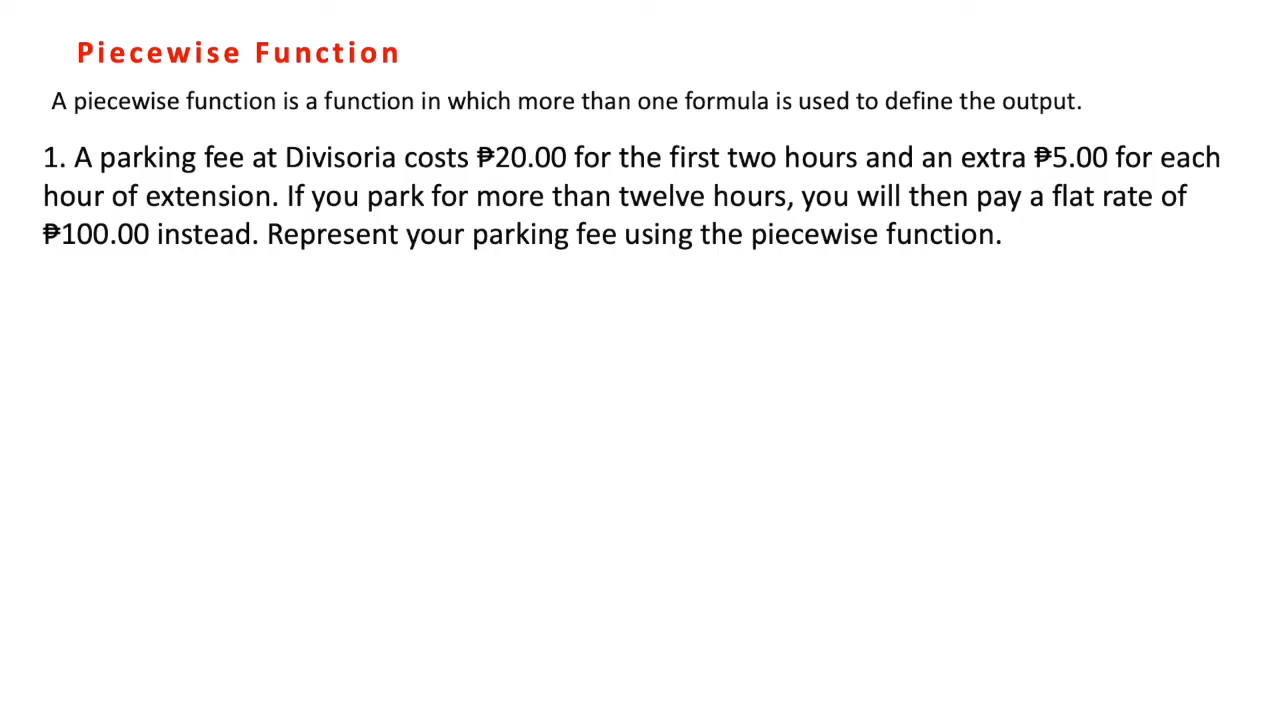 Piecewise Function
A piecewise function is a function in which more than one formula is used to define the output.
1. A parking fee at Divisoria costs ₱20.00 for the first two hours and an extra ₱5.00 for each
hour of extension. If you park for more than twelve hours, you will then pay a flat rate of
₱100.00 instead. Represent your parking fee using the piecewise function.